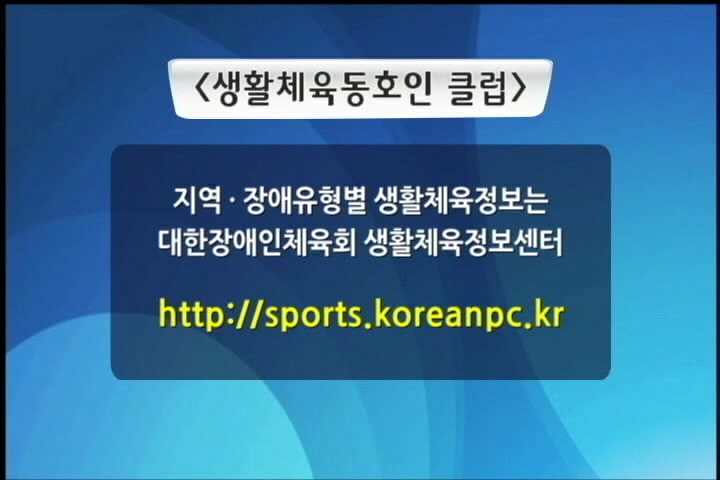 <생활체육동호인 클럽>
지역·장애유형별 생활체육정보는
대한장애인체육회 생활체육정보센터
http://sports.koreanpc.kr